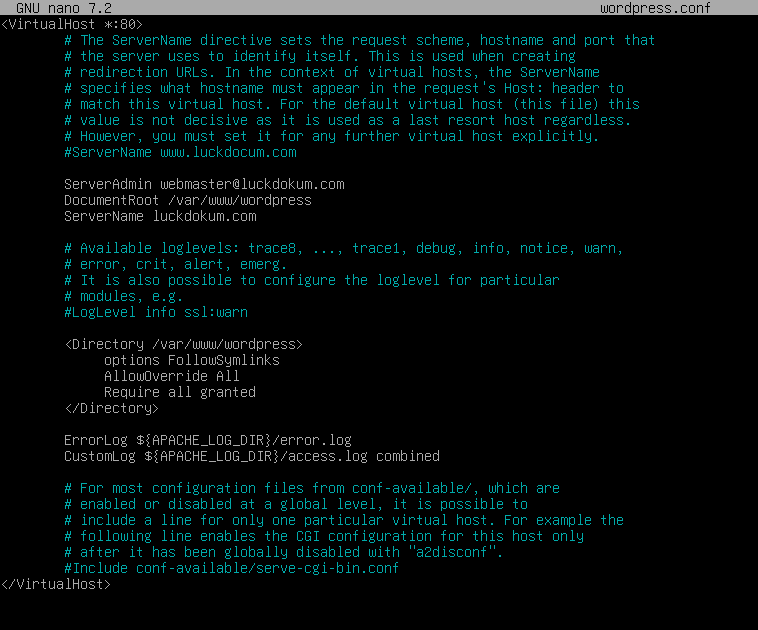 GNU nano 7.2 wordpress.conf
<VirtualHost *:80>
# The ServerName directive sets the request scheme, hostname and port that
# the server uses to identify itself. This is used when creating
# redirection URLs. In the context of virtual hosts, the ServerName
# specifies what hostname must appear in the request's Host: header to
# match this virtual host. For the default virtual host (this file) this
# value is not decisive as it is used as a last resort host regardless.
# However, you must set it for any further virtual host explicitly.
#ServerName www.luckdocum.com
ServerAdmin webmaster@luckdokum.com
DocumentRoot /var/www/wordpress
ServerName luckdokum.com
# Available loglevels: trace8, ..., trace1, debug, info, notice, warn,
# error, crit, alert, emerg.
# It is also possible to configure the loglevel for particular
# modules, e.g.
#LogLevel info ssl:warn
<Directory /var/www/wordpress>
options FollowSymlinks
AllowOverride All
Require all granted
</Directory>
ErrorLog ${APACHE_LOG_DIR}/error.log
CustomLog ${APACHE_LOG_DIR}/access.log combined
# For most configuration files from conf-available/, which are
# enabled or disabled at a global level, it is possible to
# include a line for only one particular virtual host. For example the
# following line enables the CGI configuration for this host only
# after it has been globally disabled with "a2disconf".
#Include conf-available/serve-cgi-bin.conf
</VirtualHost>